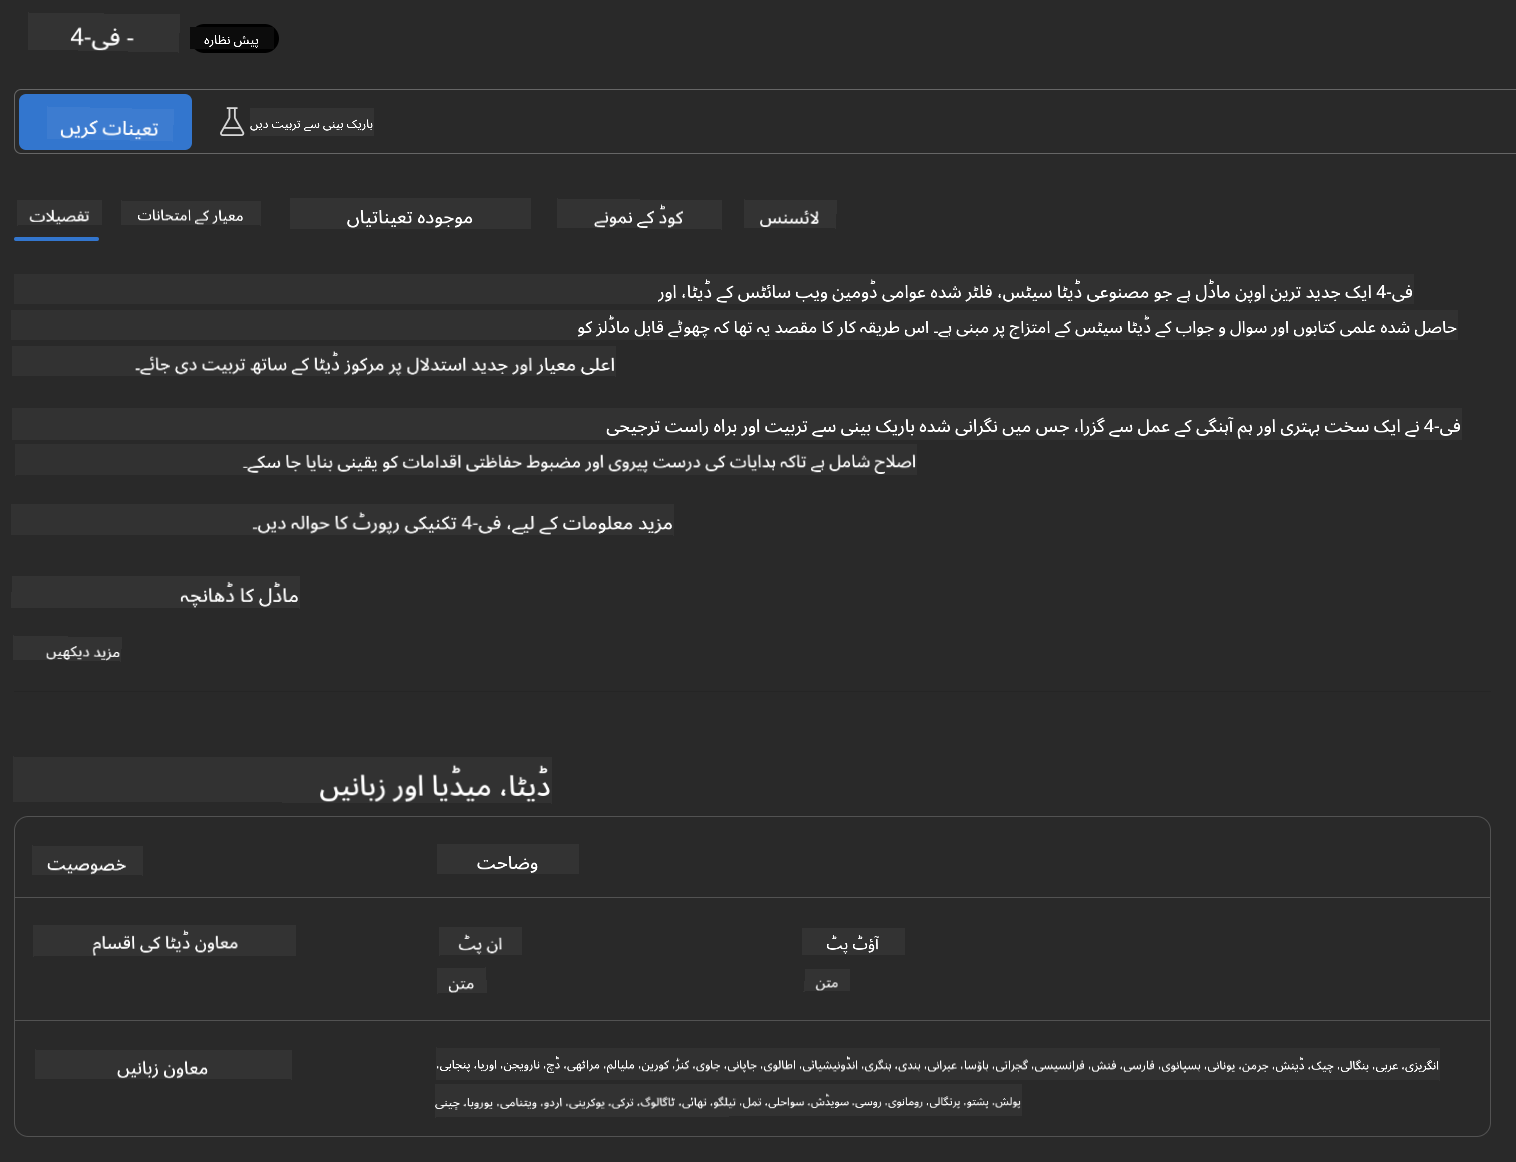 فی-4 -
پیش نظارہ
تعینات کریں
باریک بینی سے تربیت دیں
تفصیلات
معیار کے امتحانات
موجودہ تعیناتیاں
کوڈ کے نمونے
لائسنس
فی-4 ایک جدید ترین اوپن ماڈل ہے جو مصنوعی ڈیٹا سیٹس، فلٹر شدہ عوامی ڈومین ویب سائٹس کے ڈیٹا، اور
حاصل شدہ علمی کتابوں اور سوال و جواب کے ڈیٹا سیٹس کے امتزاج پر مبنی ہے۔ اس طریقہ کار کا مقصد یہ تھا کہ چھوٹے قابل ماڈلز کو
اعلی معیار اور جدید استدلال پر مرکوز ڈیٹا کے ساتھ تربیت دی جائے۔
فی-4 نے ایک سخت بہتری اور ہم آہنگی کے عمل سے گزرا، جس میں نگرانی شدہ باریک بینی سے تربیت اور براہ راست ترجیحی
اصلاح شامل ہے تاکہ ہدایات کی درست پیروی اور مضبوط حفاظتی اقدامات کو یقینی بنایا جا سکے۔
مزید معلومات کے لیے، فی-4 تکنیکی رپورٹ کا حوالہ دیں۔
ماڈل کا ڈھانچہ
مزید دیکھیں
ڈیٹا، میڈیا اور زبانیں
خصوصیت
وضاحت
معاون ڈیٹا کی اقسام
ان پٹ
آؤٹ پٹ
متن
متن
معاون زبانیں
انگریزی، عربی، بنگالی، چیک، ڈینش، جرمن، یونانی، ہسپانوی، فارسی، فنش، فرانسیسی، گجراتی، ہاؤسا، عبرانی، ہندی، ہنگری، انڈونیشیائی، اطالوی، جاپانی، جاوی، کنڑ، کورین، ملیالم، مراٹھی، ڈچ، نارویجن، اوریا، پنجابی،
پولش، پشتو، پرتگالی، رومانوی، روسی، سویڈش، سواحلی، تمل، تیلگو، تھائی، ٹاگالوگ، ترکی، یوکرینی، اردو، ویتنامی، یوروبا، چینی